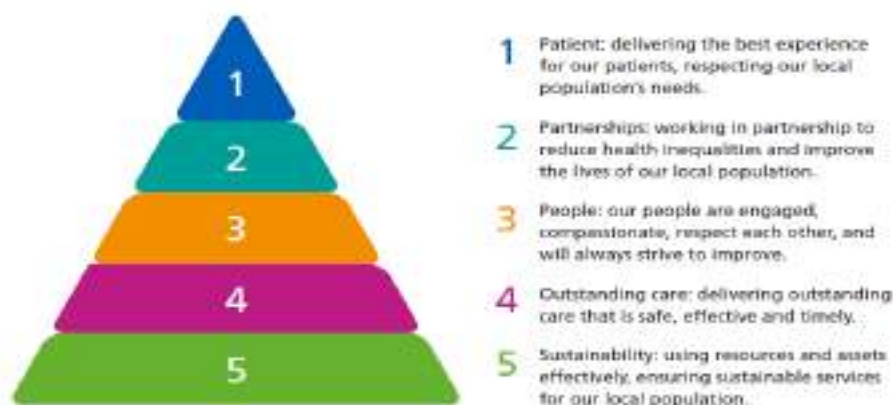 1
2
3
4
5
1 Patient: delivering the best experience
for our patients, respecting our local
population's needs.
2 Partnerships: working in partnership to
reduce health inequalities and improve
the lives of our local population.
3 People: our people are engaged,
compassionate, respect each other, and
will always strive to improve.
4 Outstanding care: delivering outstanding
care that is safe, effective and timely.
5 Sustainability: using resources and assets
effectively, ensuring sustainable services
for our local population.